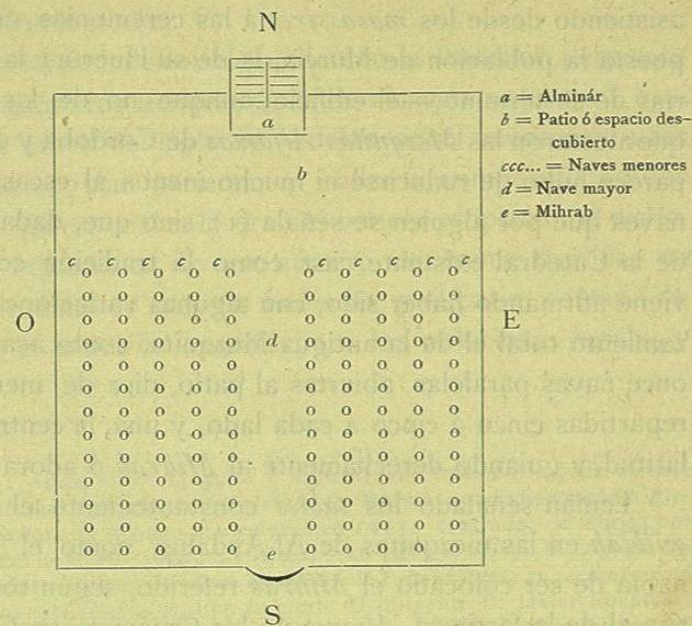 N
a
a = Alminár
b = Patio ó espacio des-
cubierto
ccc... = Naves menores
d = Nave mayor
e = Mihrab
b
c c c c c c c c
O
E
d
e
S